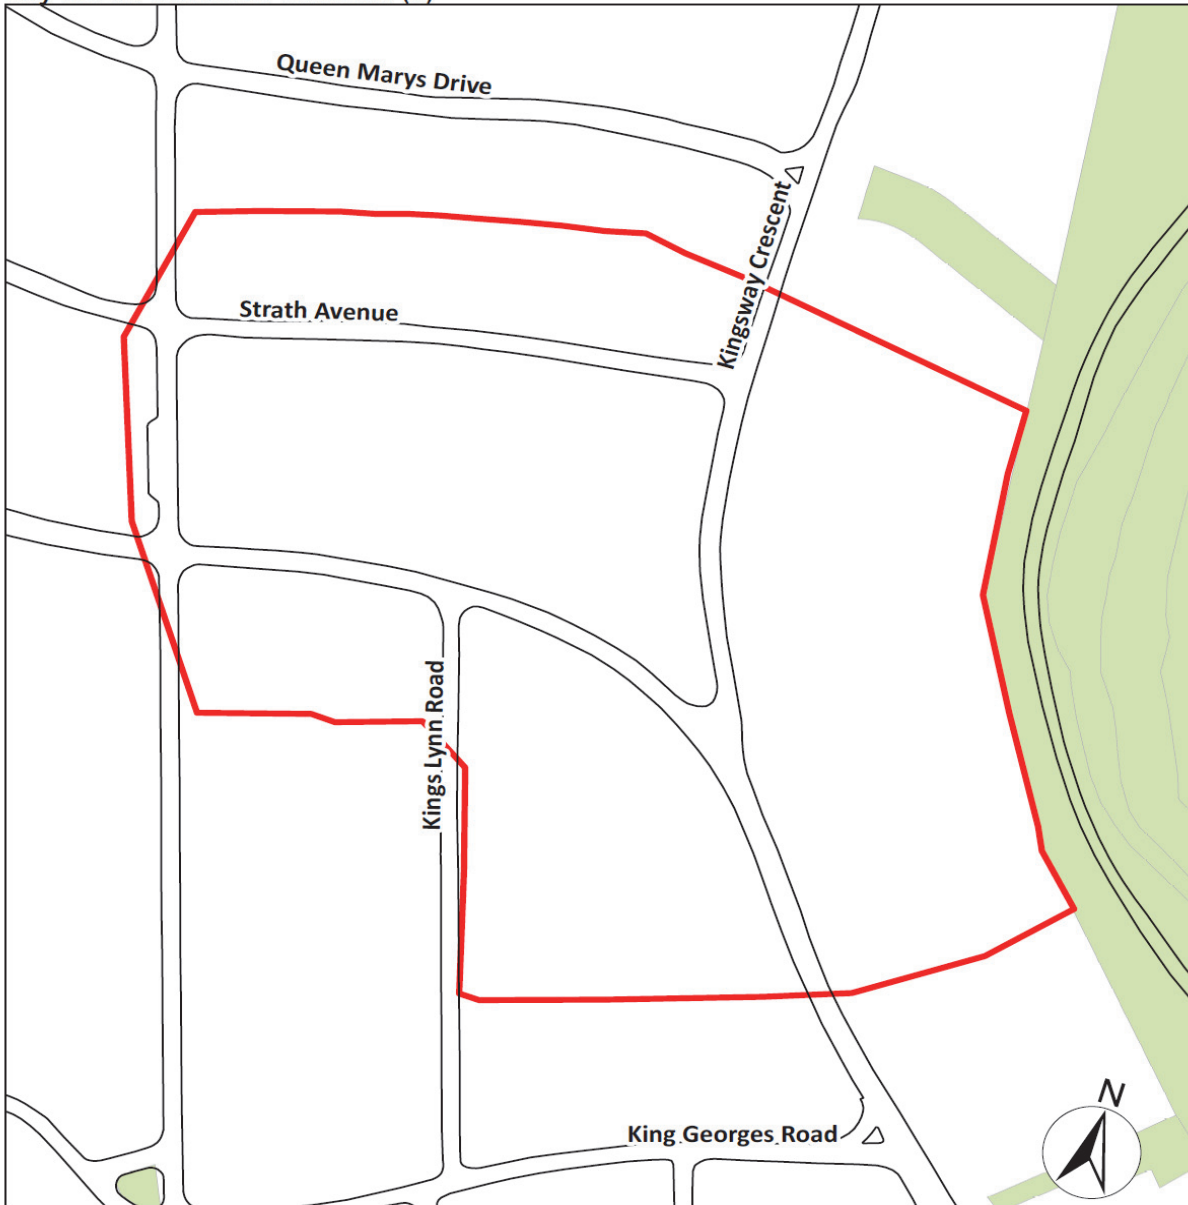 Queen Marys Drive
Kingsway Crescent
Strath Avenue
Kings Lynn Road
N
King Georges Road